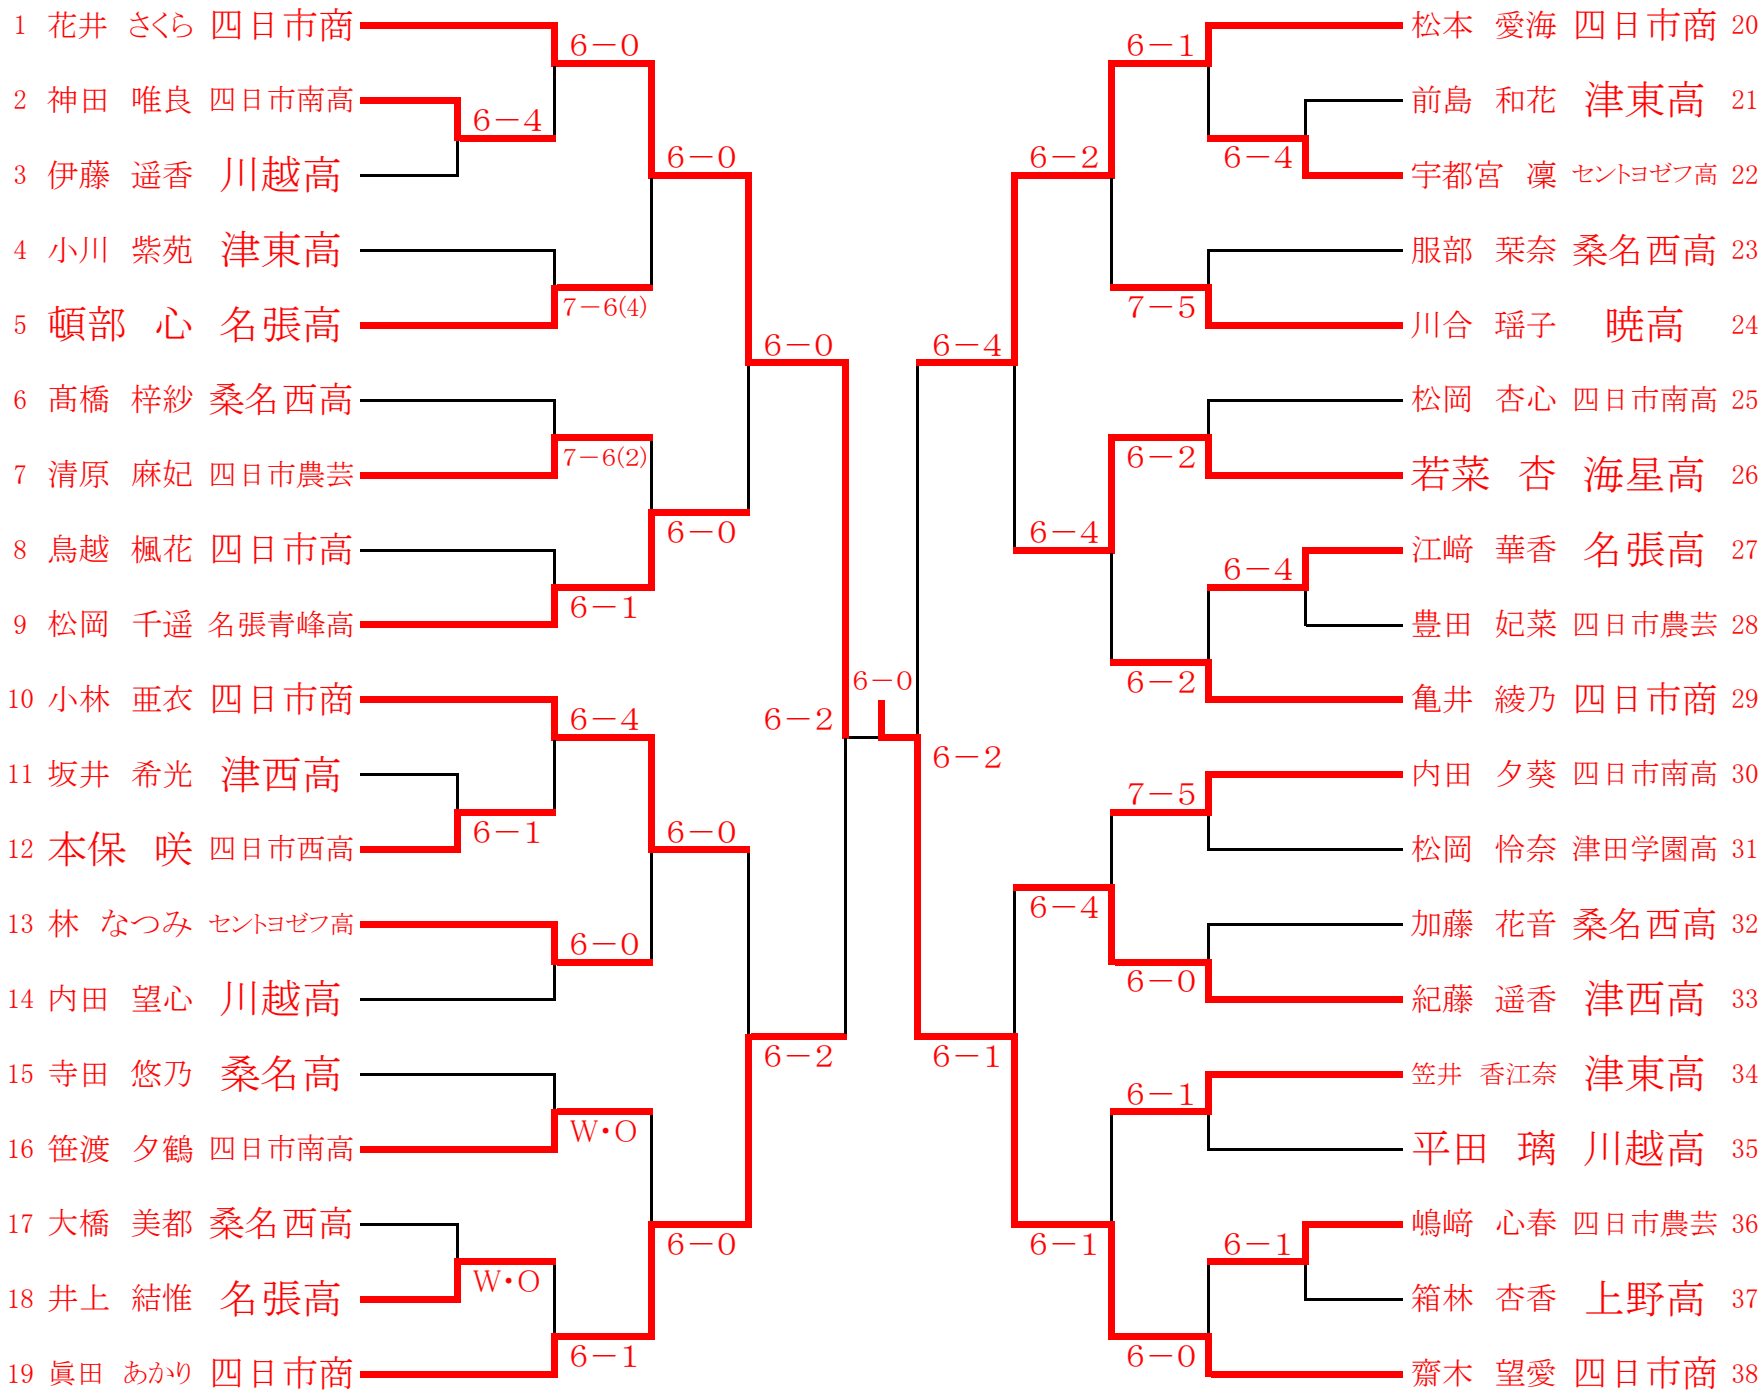 1 花井 さくら 四日市商
2 神田 唯良 四日市南高
3 伊藤 遥香 川越高
4 小川 紫苑 津東高
5 頓部 心 名張高
6 髙橋 梓紗 桑名西高
7 清原 麻妃 四日市農芸
8 鳥越 楓花 四日市高
9 松岡 千遥 名張青峰高
10 小林 亜衣 四日市商
11 坂井 希光 津西高
12 本保 咲 四日市西高
13 林 なつみ セントヨゼフ高
14 内田 望心 川越高
15 寺田 悠乃 桑名高
16 笹渡 夕鶴 四日市南高
17 大橋 美都 桑名西高
18 井上 結惟 名張高
19 眞田 あかり 四日市商
6-0
6-4
7-6(4)
7-6(2)
6-1
6-4
6-1
6-0
W・O
W・O
6-1
6-0
6-0
6-0
6-0
6-0
6-2
6-2
6-0
6-2
6-4
6-1
6-2
6-4
6-4
6-1
6-1
6-4
7-5
6-2
6-4
6-2
7-5
6-0
6-1
6-1
6-0
松本 愛海 四日市商 20
前島 和花 津東高 21
宇都宮 凜 セントヨゼフ高 22
服部 栞奈 桑名西高 23
川合 瑶子 暁高 24
松岡 杏心 四日市南高 25
若菜 杏 海星高 26
江﨑 華香 名張高 27
豊田 妃菜 四日市農芸 28
亀井 綾乃 四日市商 29
内田 夕葵 四日市南高 30
松岡 怜奈 津田学園高 31
加藤 花音 桑名西高 32
紀藤 遥香 津西高 33
笠井 香江奈 津東高 34
平田 璃 川越高 35
嶋﨑 心春 四日市農芸 36
箱林 杏香 上野高 37
齋木 望愛 四日市商 38